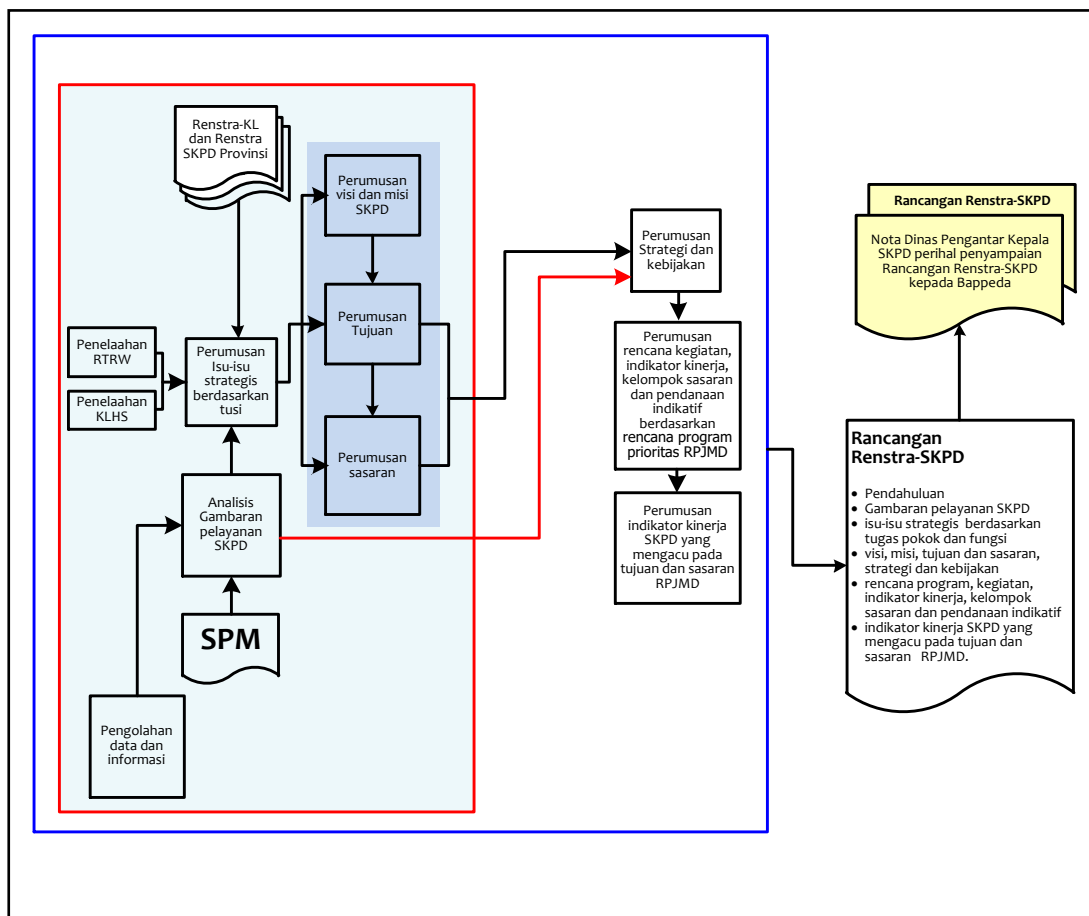 Renstra-KL
dan Renstra
SKPD Provinsi
Perumusan
visi dan misi
SKPD
Perumusan
Tujuan
Perumusan
sasaran
Penelaahan
RTRW
Penelaahan
KLHS
Perumusan
Isu-isu
strategis
berdasarkan
tusi
Analisis
Gambaran
pelayanan
SKPD
SPM
Pengolahan
data dan
informasi
Perumusan
Strategi dan
kebijakan
Perumusan
rencana kegiatan,
indikator kinerja,
kelompok sasaran
dan pendanaan
indikatif
berdasarkan
rencana program
prioritas RPJMD
Perumusan
indikator kinerja
SKPD yang
mengacu pada
tujuan dan sasaran
RPJMD
Rancangan Renstra-SKPD
Nota Dinas Pengantar Kepala
SKPD perihal penyampaian
Rancangan Renstra-SKPD
kepada Bappeda
Rancangan
Renstra-SKPD
• Pendahuluan
• Gambaran pelayanan SKPD
• isu-isu strategis berdasarkan
tugas pokok dan fungsi
• visi, misi, tujuan dan sasaran,
strategi dan kebijakan
• rencana program, kegiatan,
indikator kinerja, kelompok
sasaran dan pendanaan indikatif
• indikator kinerja SKPD yang
mengacu pada tujuan dan
sasaran RPJMD.